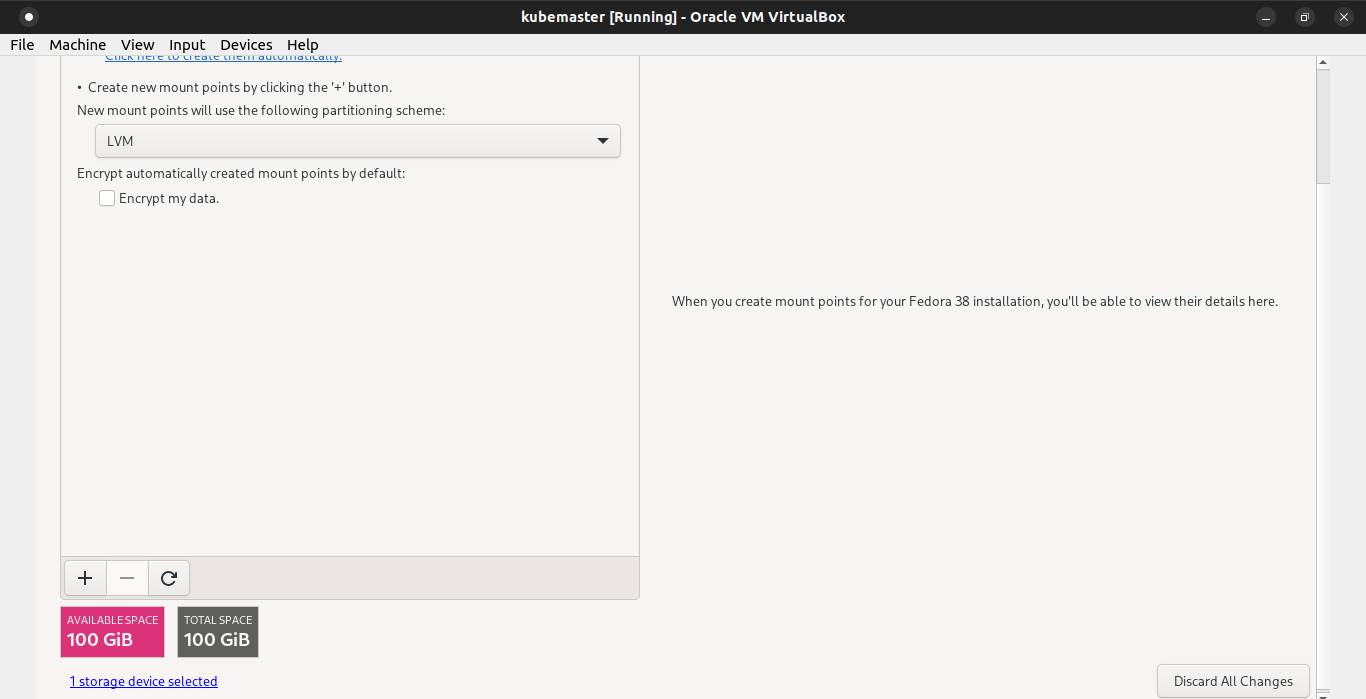 kubemaster [Running] - Oracle VM VirtualBox
File Machine View Input Devices Help
Click here to create them automatically.
• Create new mount points by clicking the '+' button.
New mount points will use the following partitioning scheme:
LVM
Encrypt automatically created mount points by default:
Encrypt my data.
When you create mount points for your Fedora 38 installation, you'll be able to view their details here.
AVAILABLE SPACE
100 GiB
TOTAL SPACE
100 GiB
1 storage device selected
Discard All Changes